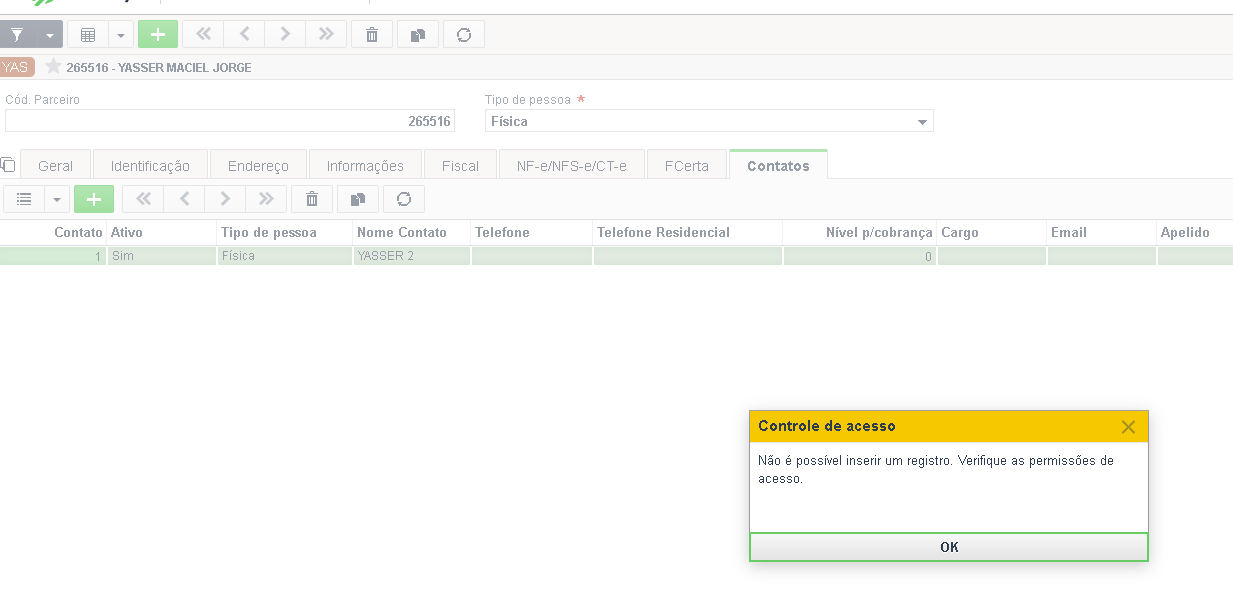 YAS 265516 - YASSER MACIEL JORGE
Cód. Parceiro Tipo de pessoa *
265516 Física
Geral Identificação Endereço Informações Fiscal NF-e/NFS-e/CT-e FCerta Contatos
Contato Ativo Tipo de pessoa Nome Contato Telefone Telefone Residencial Nível p/cobrança Cargo Email Apelido
1 Sim Física YASSER 2 0
Controle de acesso
Não é possível inserir um registro. Verifique as permissões de
acesso.
OK